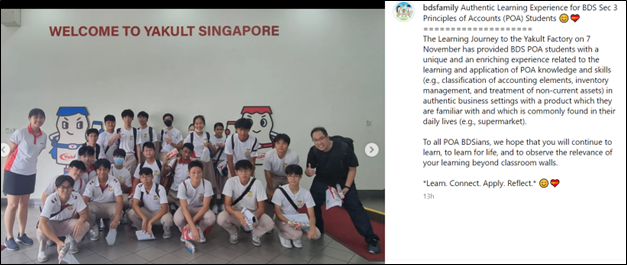 WELCOME TO YAKULT SINGAPORE
bdsfamily Authentic Learning Experience for BDS Sec 3
Principles of Accounts (POA) Students 😊❤️
====================
The Learning Journey to the Yakult Factory on 7
November has provided BDS POA students with a
unique and an enriching experience related to the
learning and application of POA knowledge and skills
(e.g., classification of accounting elements, inventory
management, and treatment of non-current assets) in
authentic business settings with a product which they
are familiar with and which is commonly found in their
daily lives (e.g., supermarket).
To all POA BDSians, we hope that you will continue to
learn, to learn for life, and to observe the relevance of
your learning beyond classroom walls.
*Learn. Connect. Apply. Reflect.* 😊❤️
13h